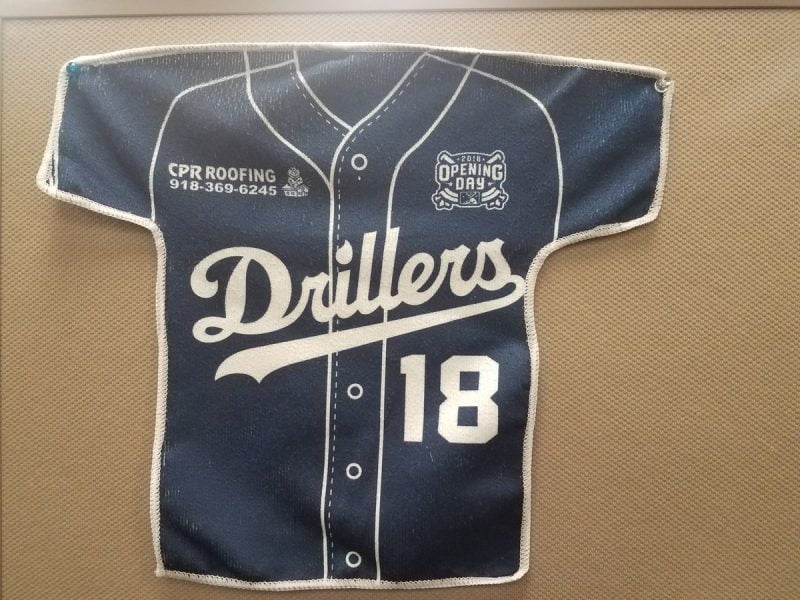 CPR ROOFING
918-369-6245
2018
OPENING
DAY
Drillers
18